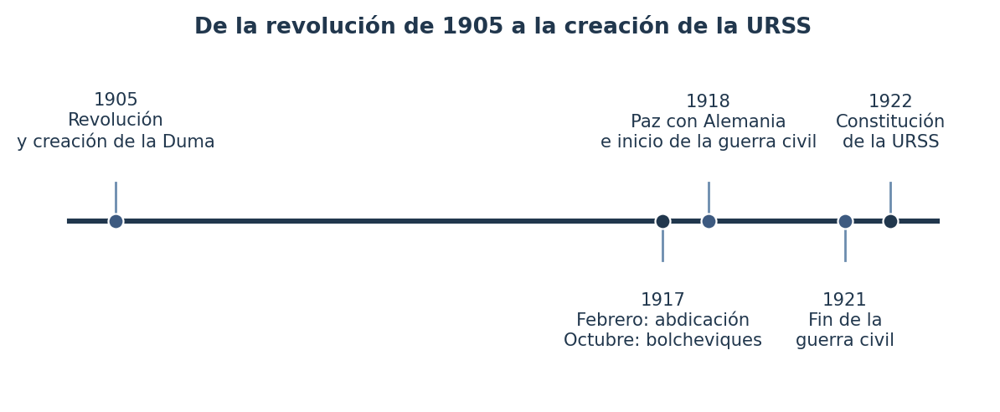 De la revolución de 1905 a la creación de la URSS
1905
Revolución
y creación de la Duma
1918
Paz con Alemania
e inicio de la guerra civil
1922
Constitución
de la URSS
1917
Febrero: abdicación
Octubre: bolcheviques
1921
Fin de la
guerra civil